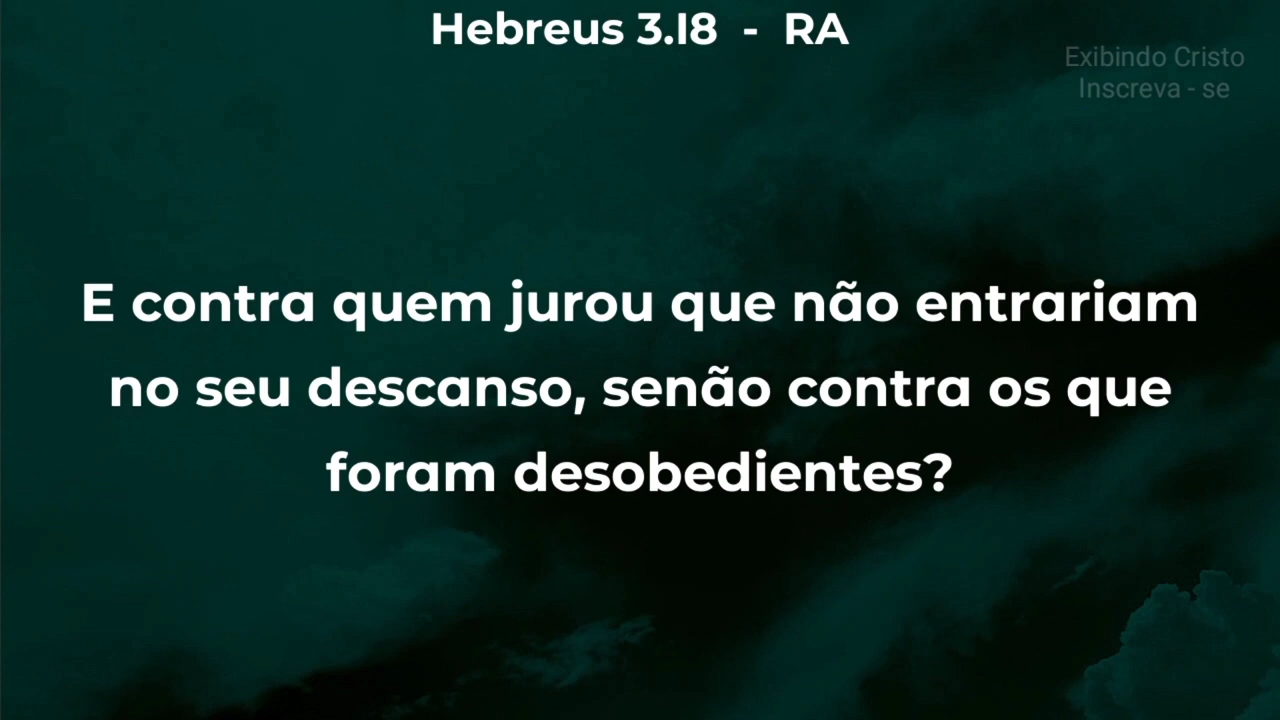 Hebreus 3.I8 - RA
Exibindo Cristo
Inscreva - se
E contra quem jurou que não entrariam
no seu descanso, senão contra os que
foram desobedientes?